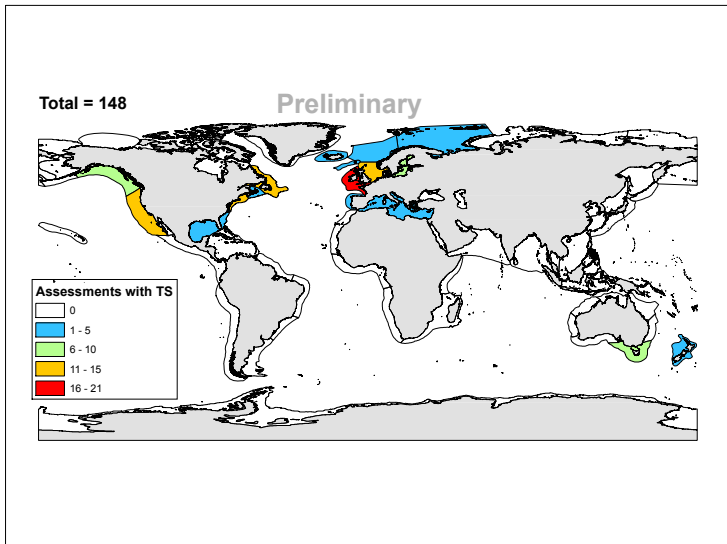 Total = 148
Preliminary
Assessments with TS
0
1 - 5
6 - 10
11 - 15
16 - 21